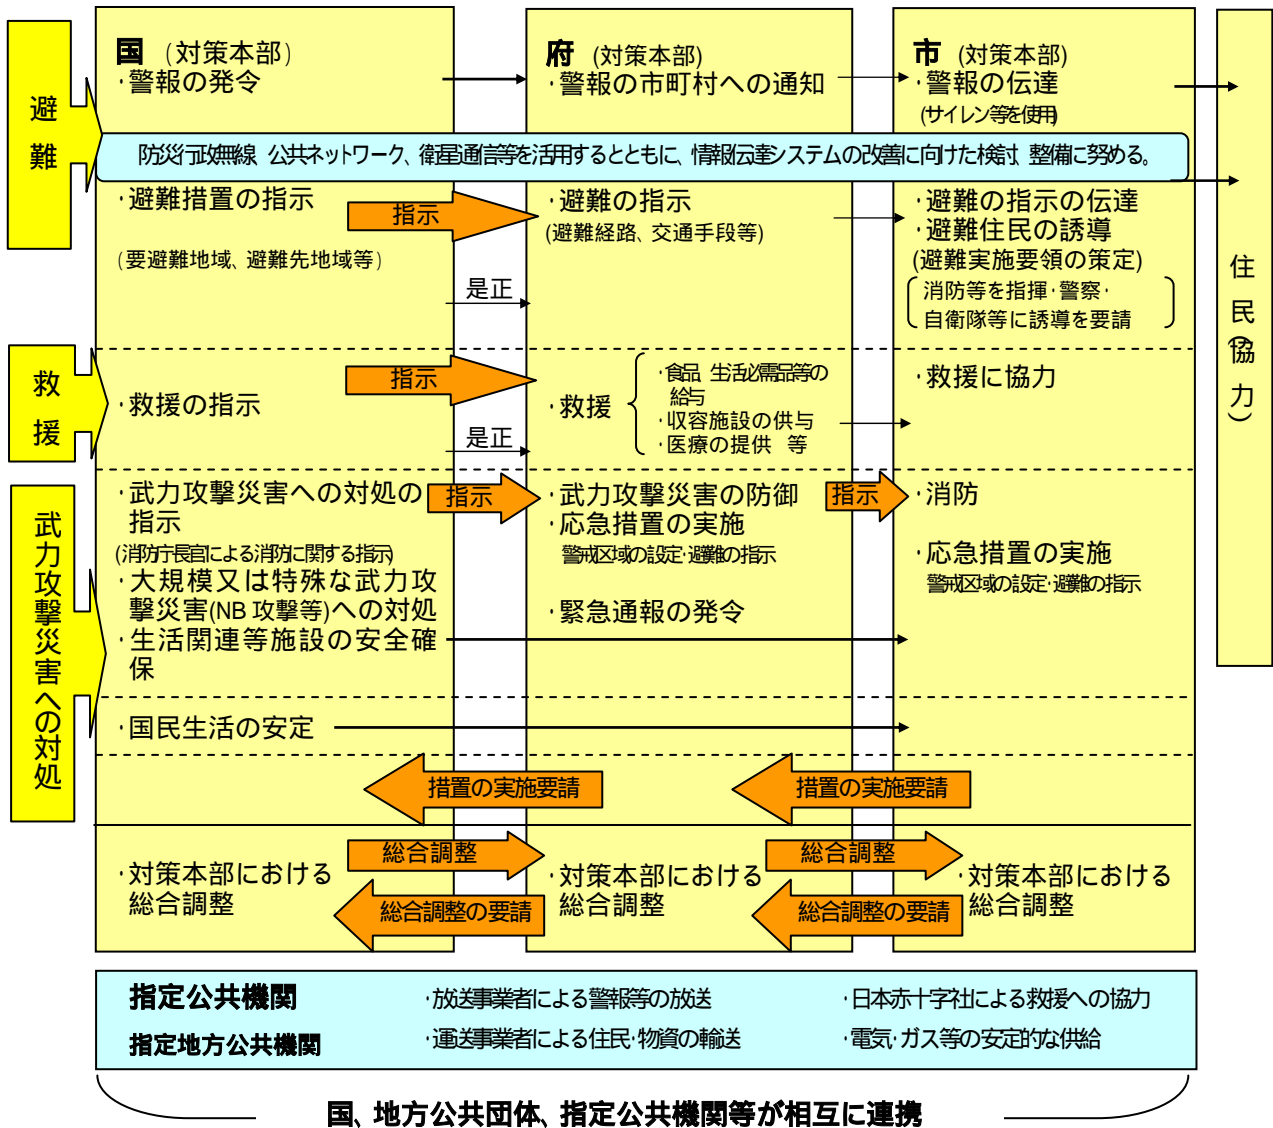 避難
国 (対策本部)
・警報の発令
府 (対策本部)
・警報の市町村への通知
市 (対策本部)
・警報の伝達
(サイレン等を使用)
防災行政無線、公共ネットワーク、衛星通信等を活用するとともに、情報伝達システムの改善に向けた検討、整備に努める。
・避難措置の指示
(要避難地域、避難先地域等)
指示
是正
・避難の指示
(避難経路、交通手段等)
・避難の指示の伝達
・避難住民の誘導
(避難実施要領の策定)
消防等を指揮・警察・
自衛隊等に誘導を要請
住民(協力)
救援
・救援の指示
指示
是正
・救援
・食品、生活必需品等の
給与
・収容施設の供与
・医療の提供 等
・救援に協力
武力攻撃災害への対処
・武力攻撃災害への対処の
指示
(消防庁長官による消防に関する指示)
・大規模又は特殊な武力攻
撃災害(NB攻撃等)への対処
・生活関連等施設の安全確
保
指示
・武力攻撃災害の防御
・応急措置の実施
警戒区域の設定・避難の指示
・緊急通報の発令
指示
・消防
・応急措置の実施
警戒区域の設定・避難の指示
・国民生活の安定
措置の実施要請
措置の実施要請
・対策本部における
総合調整
総合調整
総合調整の要請
・対策本部における
総合調整
総合調整
総合調整の要請
・対策本部における
総合調整
指定公共機関
指定地方公共機関
・放送事業者による警報等の放送
・運送事業者による住民・物資の輸送
・日本赤十字社による救援への協力
・電気・ガス等の安定的な供給
国、地方公共団体、指定公共機関等が相互に連携